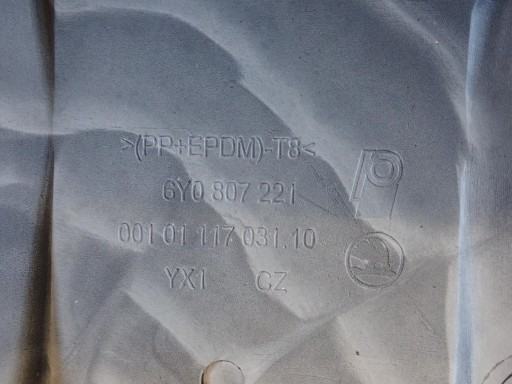 >(PP+EPDM)-T8<
6Y0 807 221
001 01 117 031.10
YX1 CZ